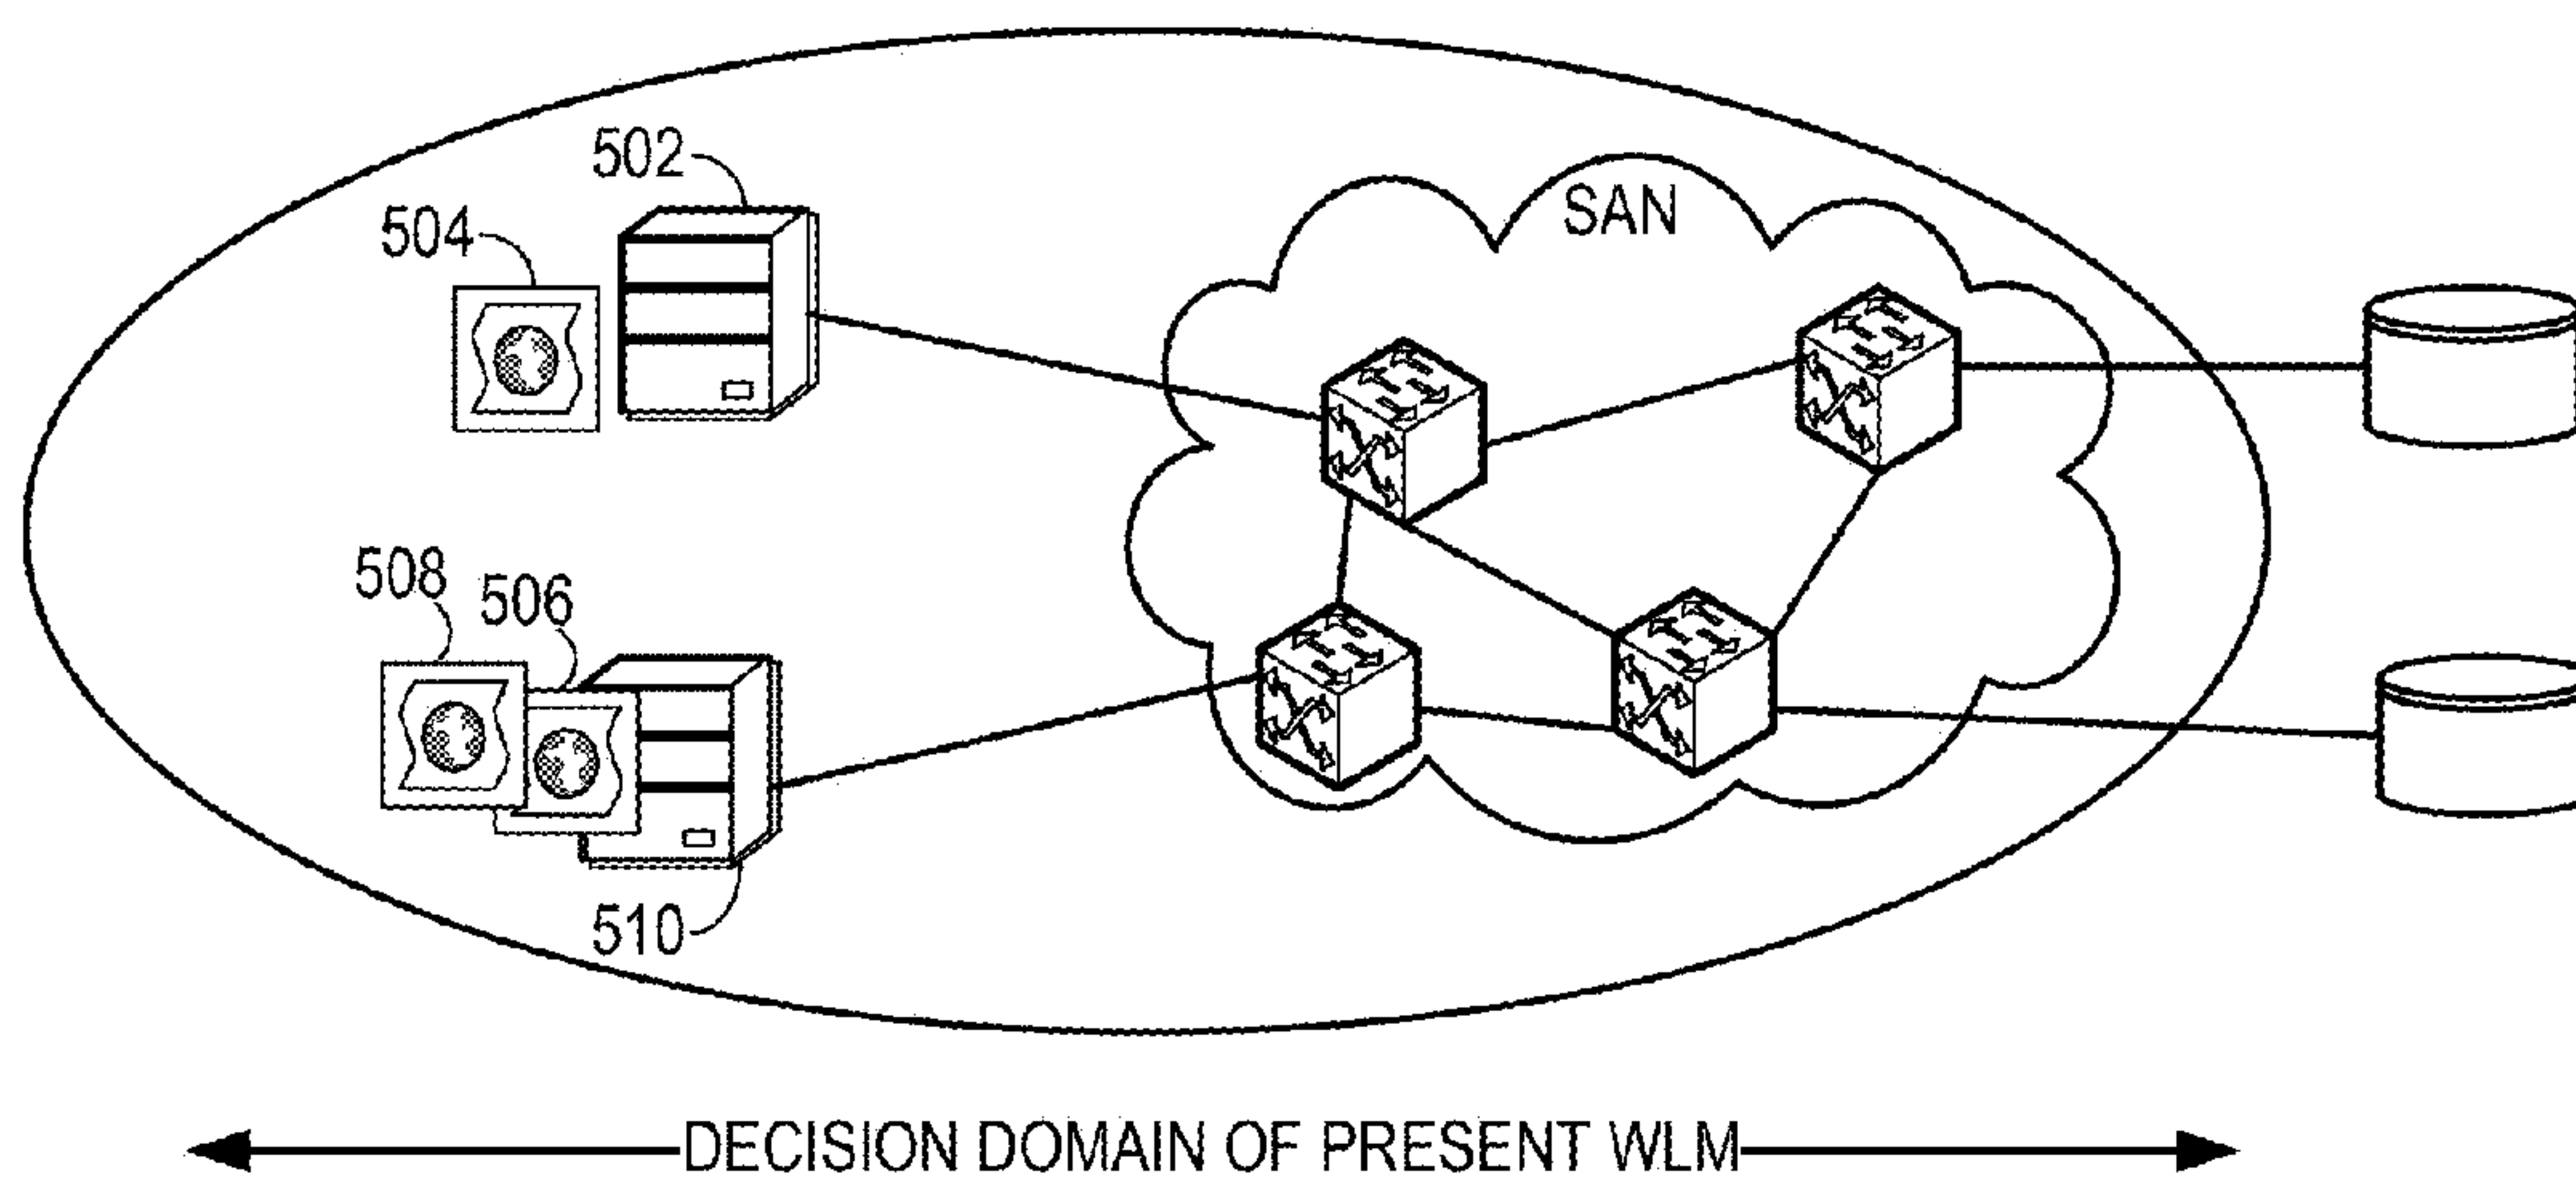 502
504
SAN
508
506
510
DECISION DOMAIN OF PRESENT WLM